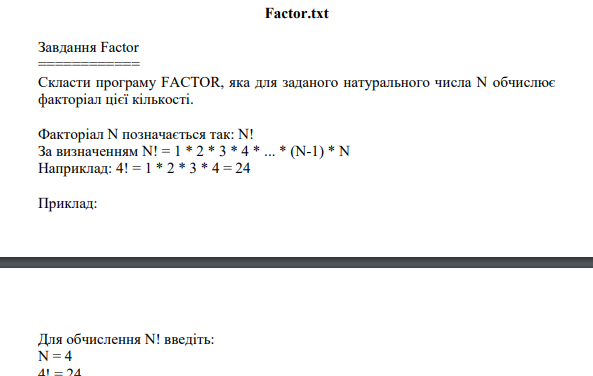 Factor.txt
Завдання Factor
============
Скласти програму FACTOR, яка для заданого натурального числа N обчислює
факторіал цієї кількості.
Факторіал N позначається так: N!
За визначенням N! = 1 * 2 * 3 * 4 * ... * (N-1) * N
Наприклад: 4! = 1 * 2 * 3 * 4 = 24
Приклад:
Для обчислення N! введіть:
N = 4
4! = 24